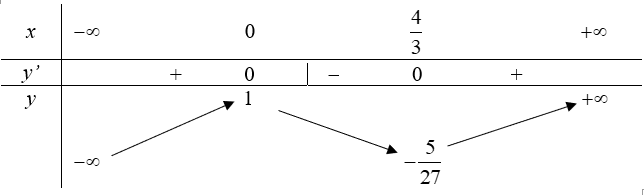 x −∞ 0 4/3 +∞
y’ + 0 − 0 +
y 1 +∞
−∞ −5/27